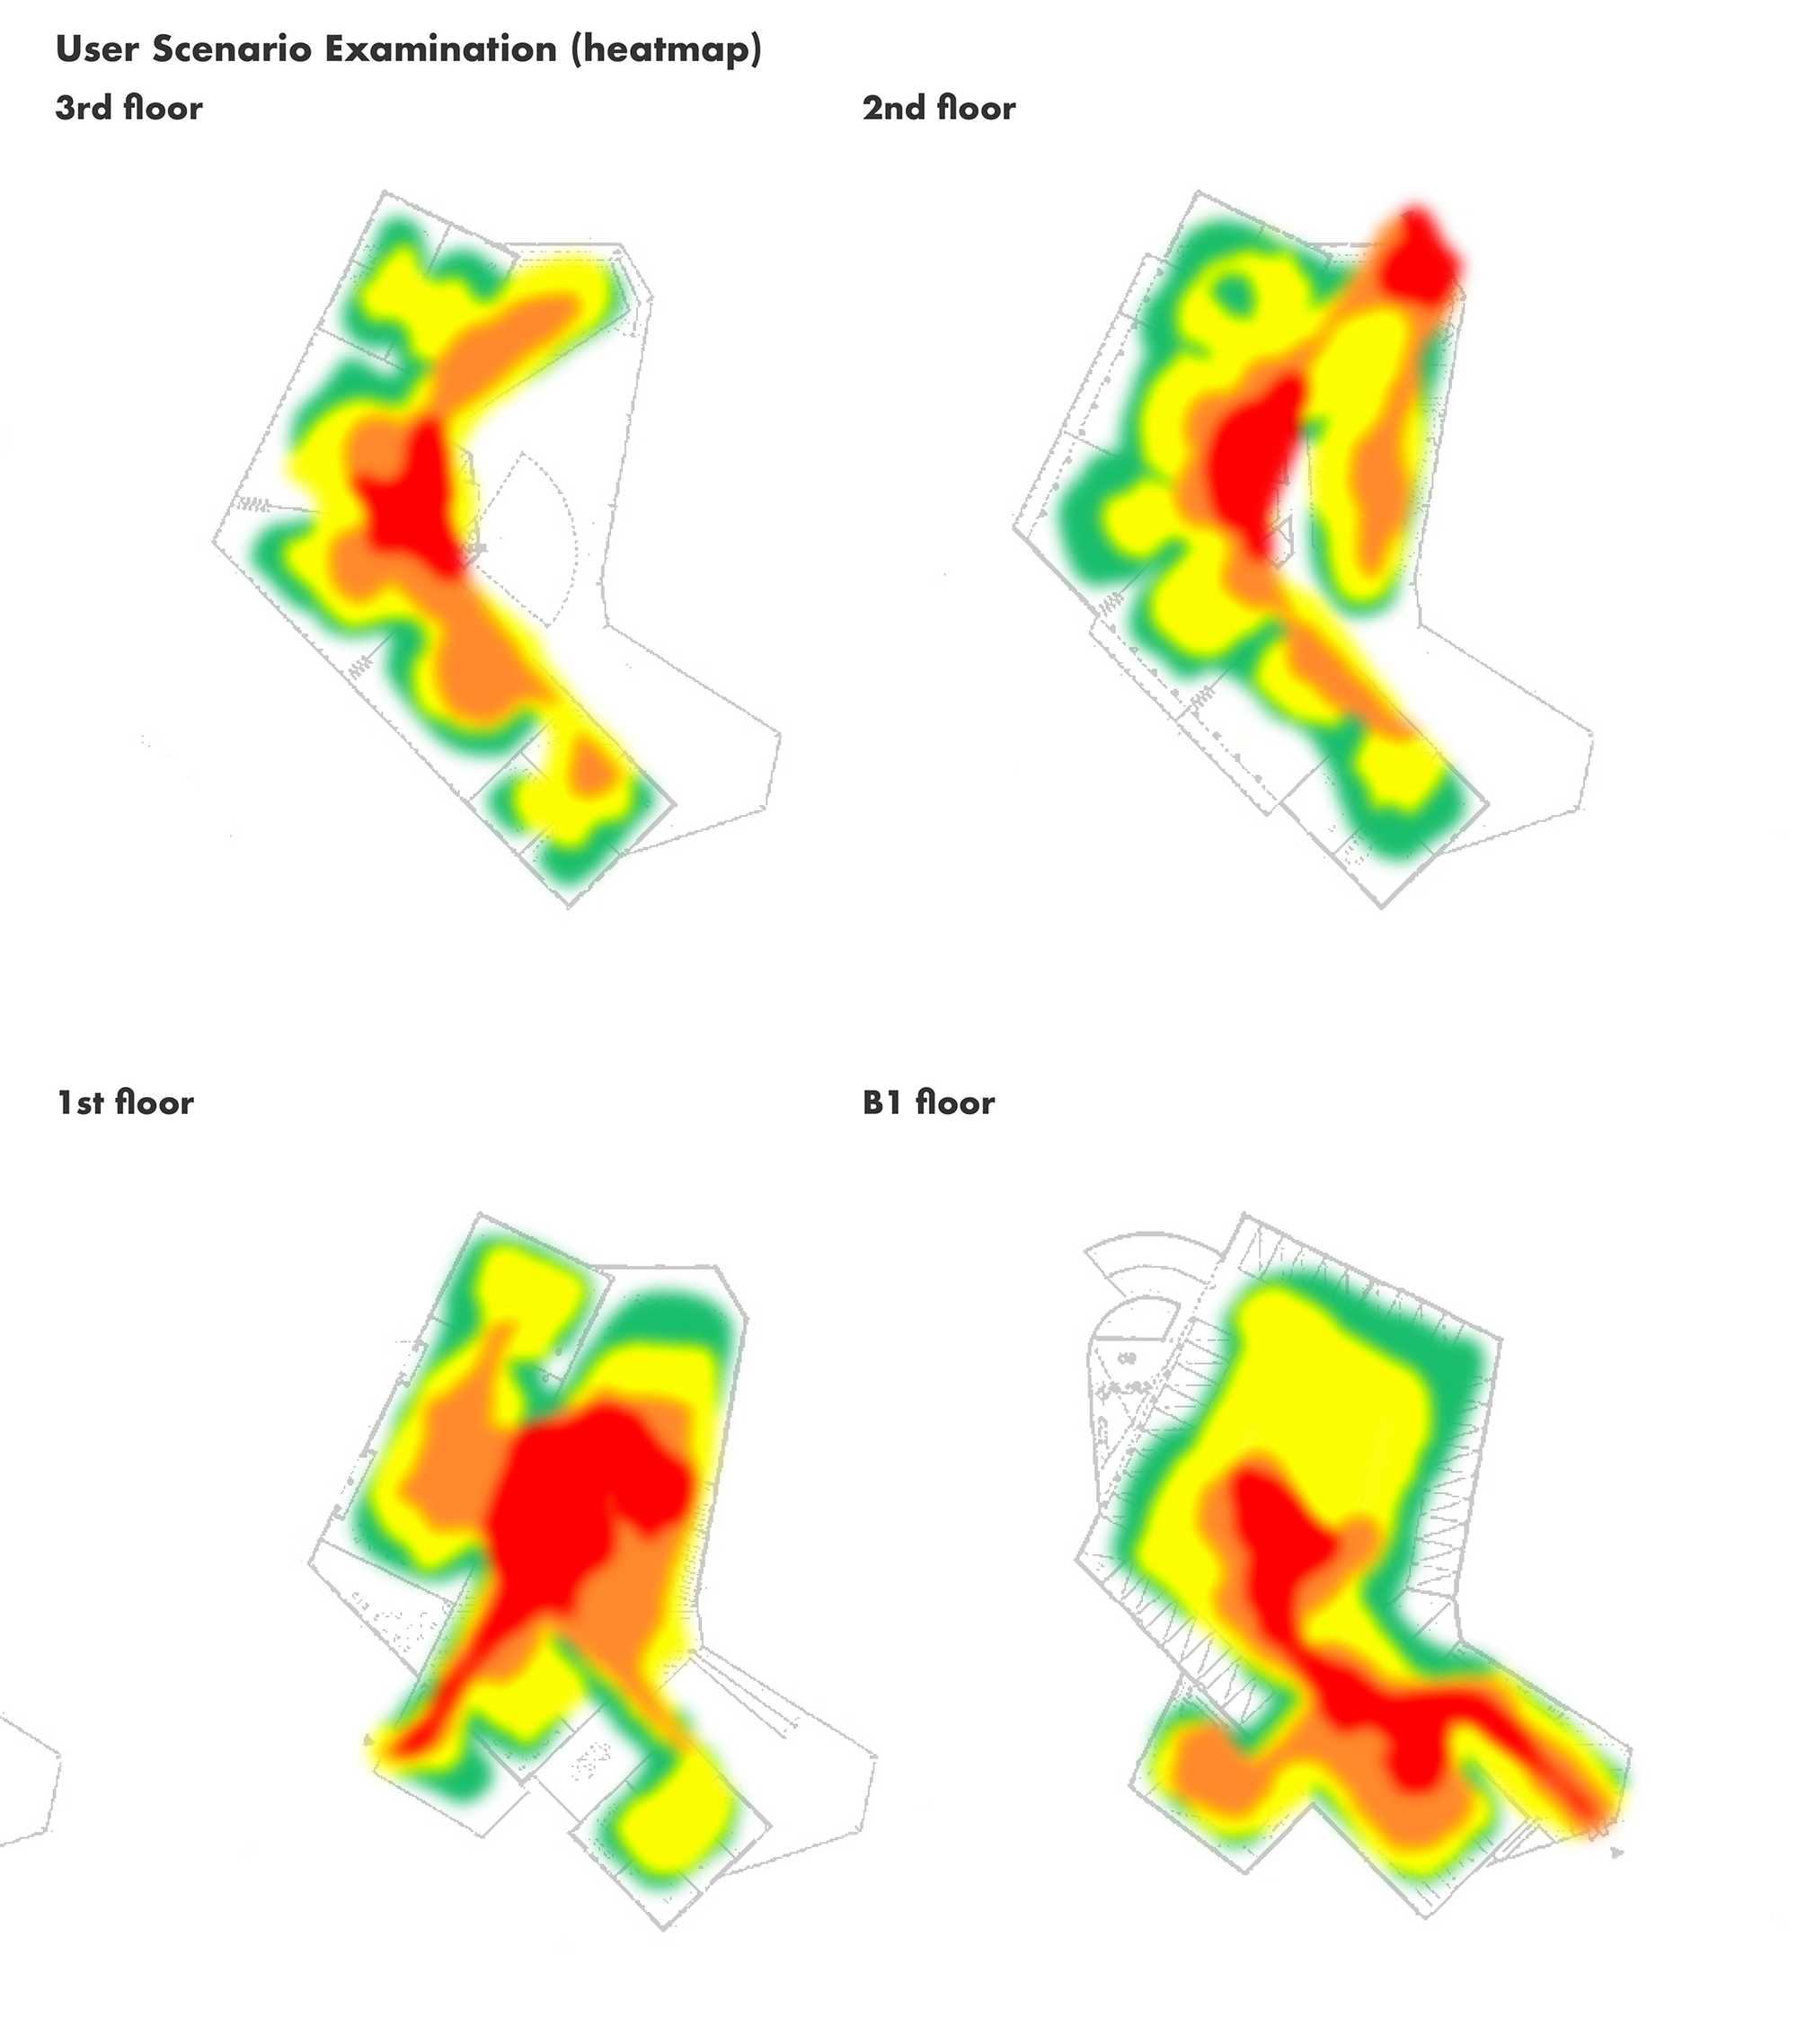 User Scenario Examination (heatmap)
3rd floor
2nd floor
1st floor
B1 floor